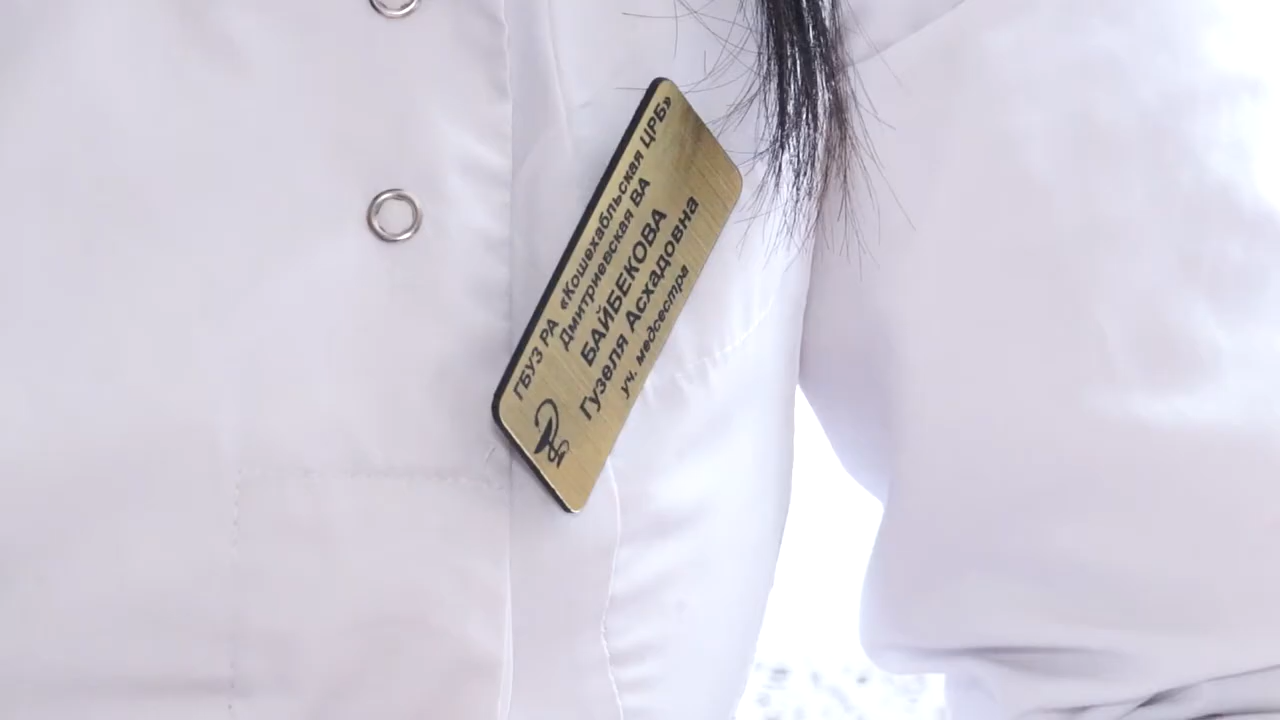 ГБУЗ РА «Кошехабльская ЦРБ»
Дмитриевская ВА
БАЙБЕКОВА
Гузеля Асхадовна
уч. медсестра